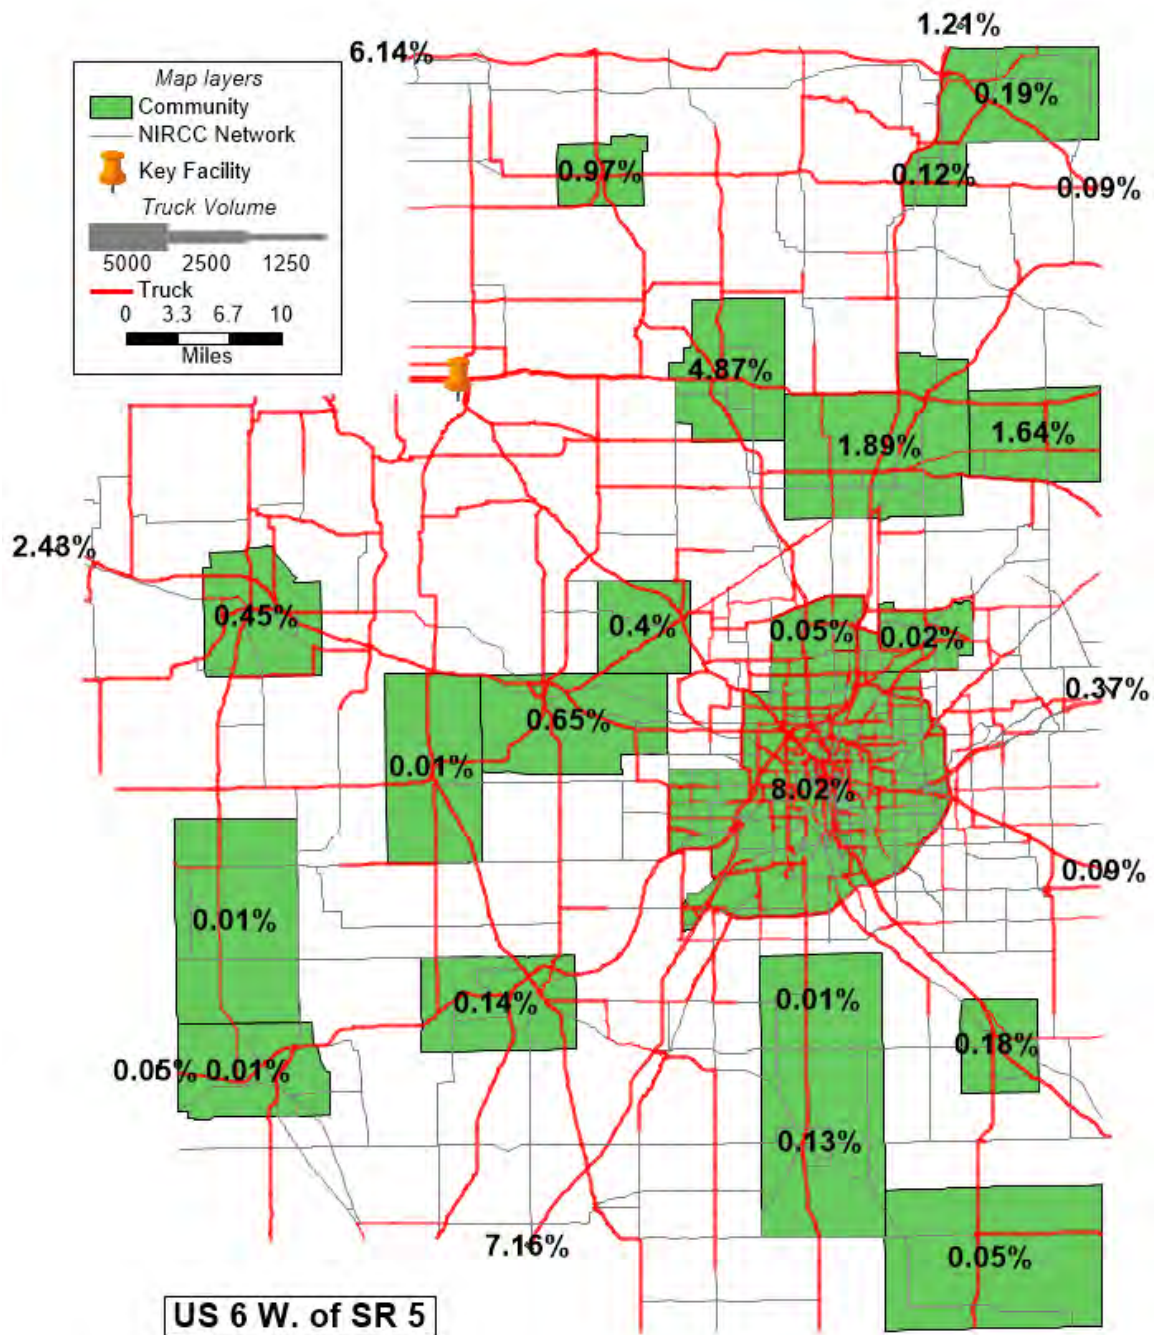 1.21%
6.14%
Map layers
Community
NIRCC Network
Key Facility
Truck Volume
5000 2500 1250
Truck
0 3.3 6.7 10
Miles
0.19%
0.97%
0.12%
0.09%
4.87%
1.89%
1.64%
2.48%
0.45%
0.4%
0.05%
0.02%
0.37%
0.65%
0.01%
8.02%
0.09%
0.01%
0.14%
0.01%
0.18%
0.05% 0.01%
0.13%
7.16%
0.05%
US 6 W. of SR 5